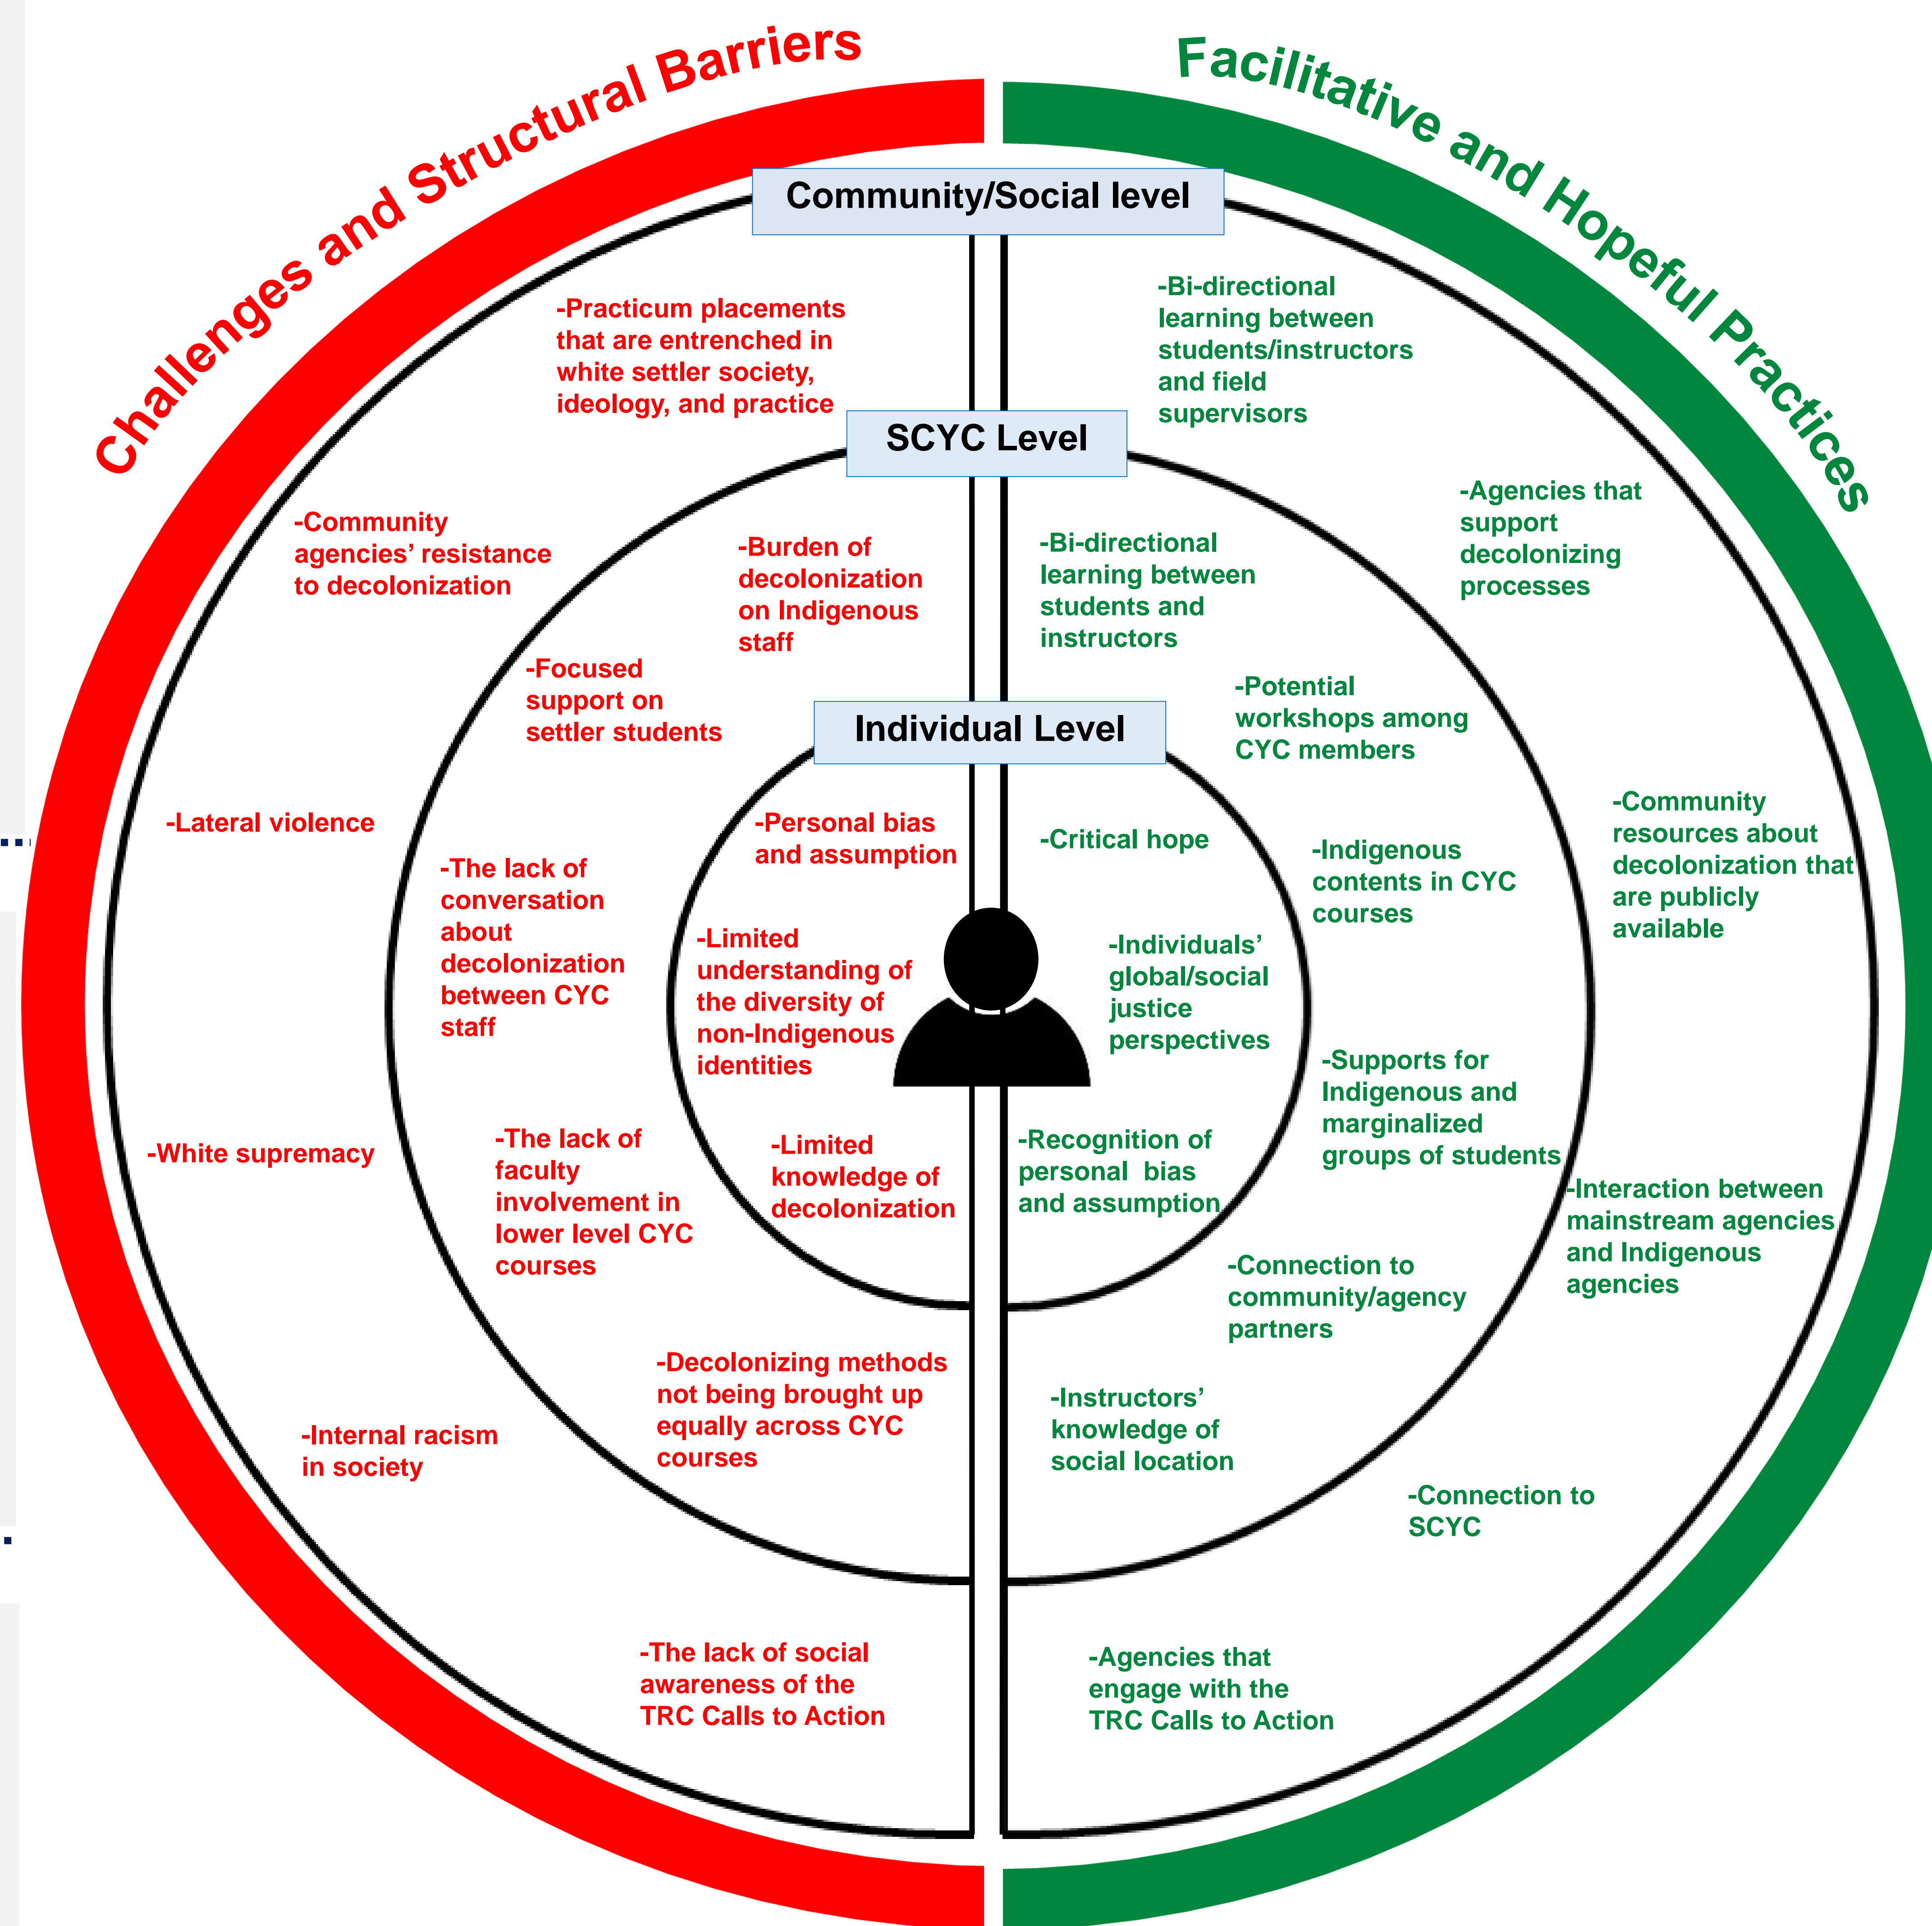 Challenges and Structural Barriers
Facilitative and Hopeful Practices
Community/Social level
-Practicum placements
that are entrenched in
white settler society,
ideology, and practice
-Bi-directional
learning between
students/instructors
and field
supervisors
SCYC Level
-Community
agencies’ resistance
to decolonization
-Burden of
decolonization
on Indigenous
staff
-Bi-directional
learning between
students and
instructors
-Agencies that
support
decolonizing
processes
-Focused
support on
settler students
-Potential
workshops among
CYC members
Individual Level
-Lateral violence
-Personal bias
and assumption
-Critical hope
-Indigenous
contents in CYC
courses
-Community
resources about
decolonization that
are publicly
available
-The lack of
conversation
about
decolonization
between CYC
staff
-Limited
understanding of
the diversity of
non-Indigenous
identities
-Individuals’
global/social
justice
perspectives
-Supports for
Indigenous and
marginalized
groups of students
-White supremacy
-The lack of
faculty
involvement in
lower level CYC
courses
-Limited
knowledge of
decolonization
-Recognition of
personal  bias
and assumption
-Interaction between
mainstream agencies
and Indigenous
agencies
-Connection to
community/agency
partners
-Decolonizing methods
not being brought up
equally across CYC
courses
-Instructors’
knowledge of
social location
-Internal racism
in society
-Connection to
SCYC
-The lack of social
awareness of the
TRC Calls to Action
-Agencies that
engage with the
TRC Calls to Action